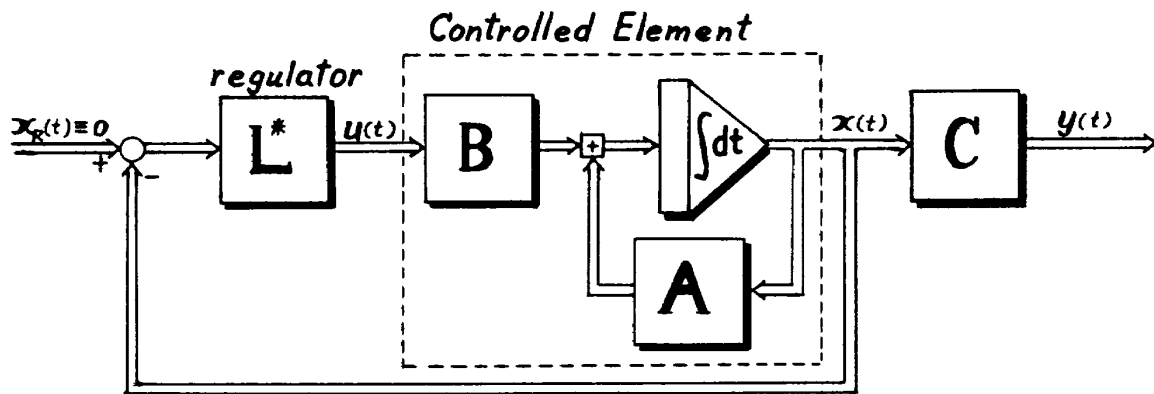 Controlled Element
regulator
x_R(t)≡0
+
-
L*
u(t)
B
+
∫dt
A
x(t)
C
y(t)